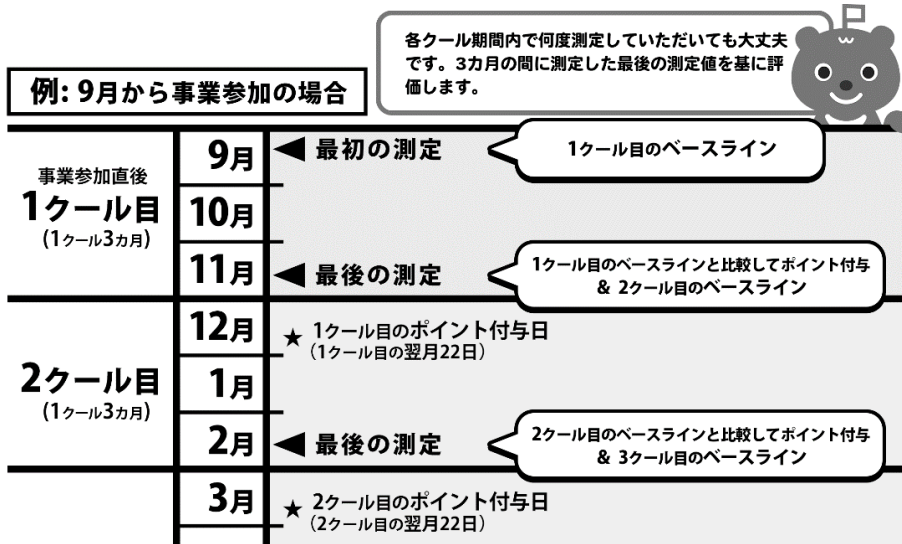 各クール期間内で何度測定していただいても大丈夫
です。3カ月の間に測定した最後の測定値を基に評
価します。
例: 9月から事業参加の場合
事業参加直後
1クール目
(1クール3カ月)
9月
最初の測定
1クール目のベースライン
10月
11月
最後の測定
1クール目のベースラインと比較してポイント付与
& 2クール目のベースライン
2クール目
(1クール3カ月)
12月
★ 1クール目のポイント付与日
(1クール目の翌月22日)
1月
2月
最後の測定
2クール目のベースラインと比較してポイント付与
& 3クール目のベースライン
3月
★ 2クール目のポイント付与日
(2クール目の翌月22日)